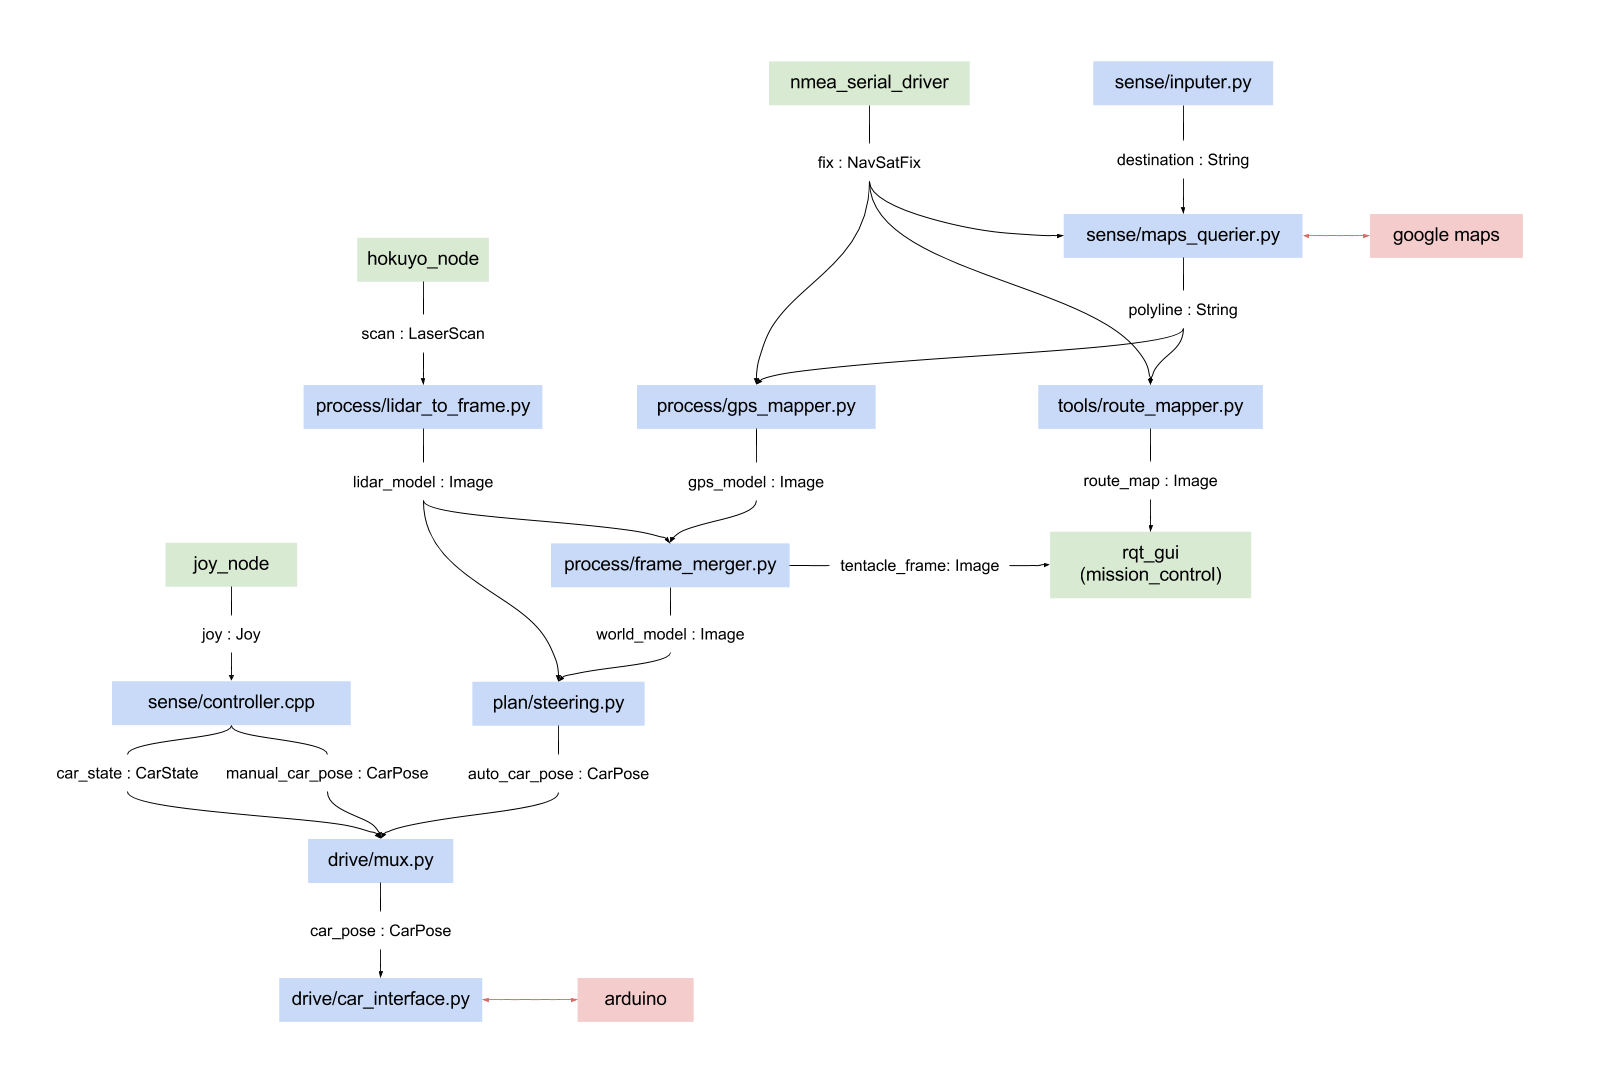 nmea_serial_driver
sense/inputer.py
destination : String
fix : NavSatFix
sense/maps_querier.py
google maps
hokuyo_node
polyline : String
scan : LaserScan
process/lidar_to_frame.py
process/gps_mapper.py
tools/route_mapper.py
lidar_model : Image
gps_model : Image
route_map : Image
joy_node
process/frame_merger.py
tentacle_frame: Image
rqt_gui
(mission_control)
joy : Joy
world_model : Image
sense/controller.cpp
plan/steering.py
car_state : CarState
manual_car_pose : CarPose
auto_car_pose : CarPose
drive/mux.py
car_pose : CarPose
drive/car_interface.py
arduino